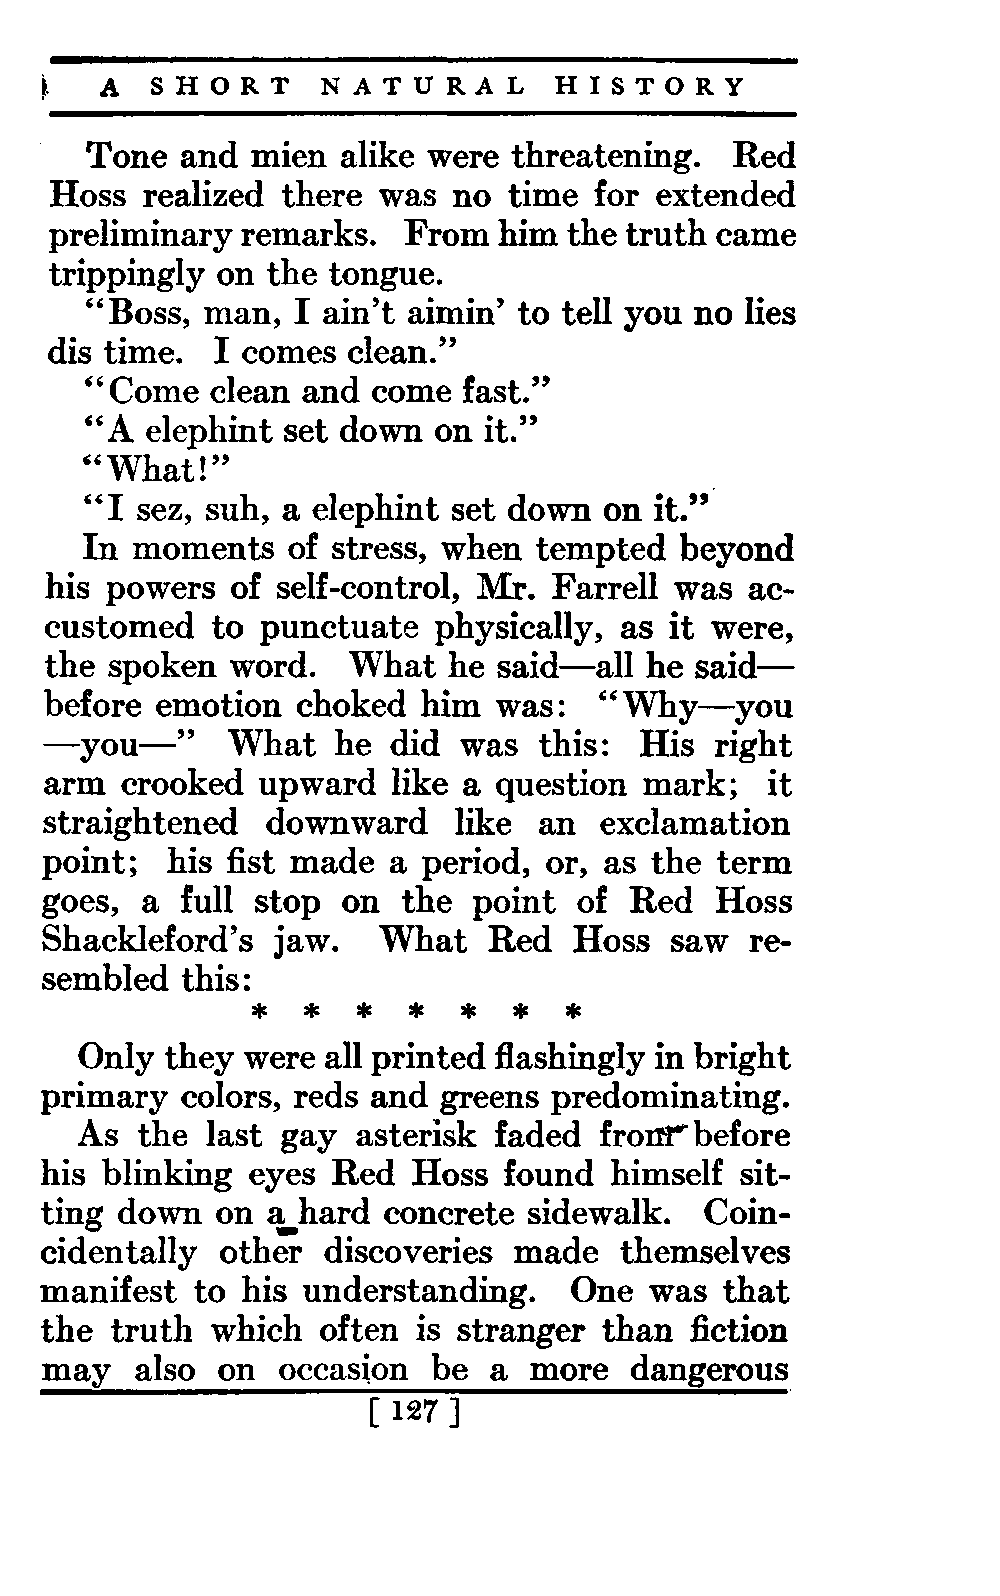 A SHORT NATURAL HISTORY
Tone and mien alike were threatening. Red
Hoss realized there was no time for extended
preliminary remarks. From him the truth came
trippingly on the tongue.
“Boss, man, I ain’t aimin’ to tell you no lies
dis time. I comes clean.”
“Come clean and come fast.”
“A elephint set down on it.”
“What!”
“I sez, suh, a elephint set down on it.”
In moments of stress, when tempted beyond
his powers of self-control, Mr. Farrell was ac-
customed to punctuate physically, as it were,
the spoken word. What he said—all he said—
before emotion choked him was: “Why—you
—you—” What he did was this: His right
arm crooked upward like a question mark; it
straightened downward like an exclamation
point; his fist made a period, or, as the term
goes, a full stop on the point of Red Hoss
Shackleford’s jaw. What Red Hoss saw re-
sembled this:
* * * * * * *
Only they were all printed flashingly in bright
primary colors, reds and greens predominating.
As the last gay asterisk faded from before
his blinking eyes Red Hoss found himself sit-
ting down on a hard concrete sidewalk. Coin-
cidentally other discoveries made themselves
manifest to his understanding. One was that
the truth which often is stranger than fiction
may also on occasion be a more dangerous
[ 127 ]